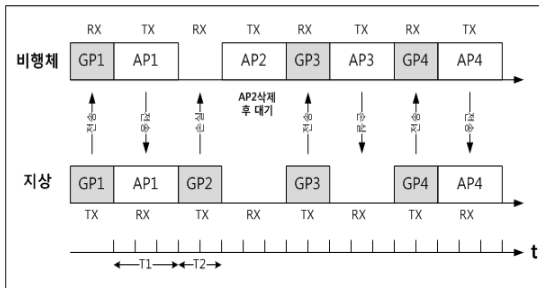 RX TX RX TX RX TX RX TX
비행체 GP1 AP1 AP2 GP3 AP3 GP4 AP4
AP2삭제
후 대기
전송 응답 손실 전송 응답 전송 응답
지상 GP1 AP1 GP2 GP3 GP4 AP4
TX RX TX RX TX RX TX RX
T1 T2 t